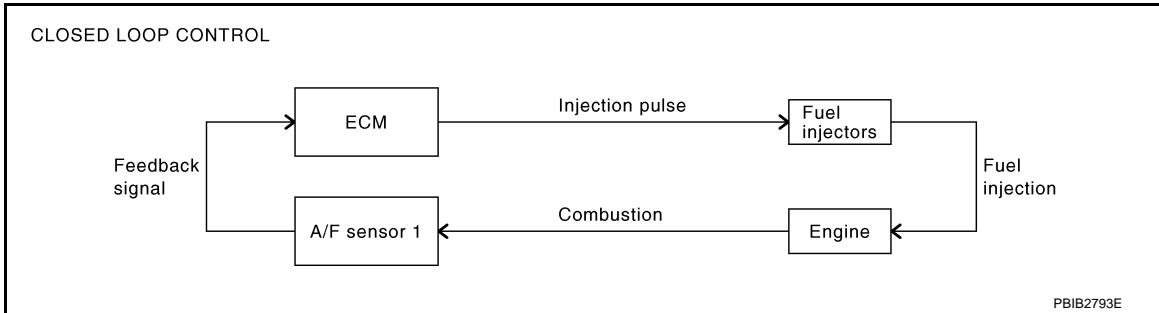 CLOSED LOOP CONTROL
ECM
Injection pulse
Fuel
injectors
Feedback
signal
Fuel
injection
A/F sensor 1
Combustion
Engine
PBIB2793E